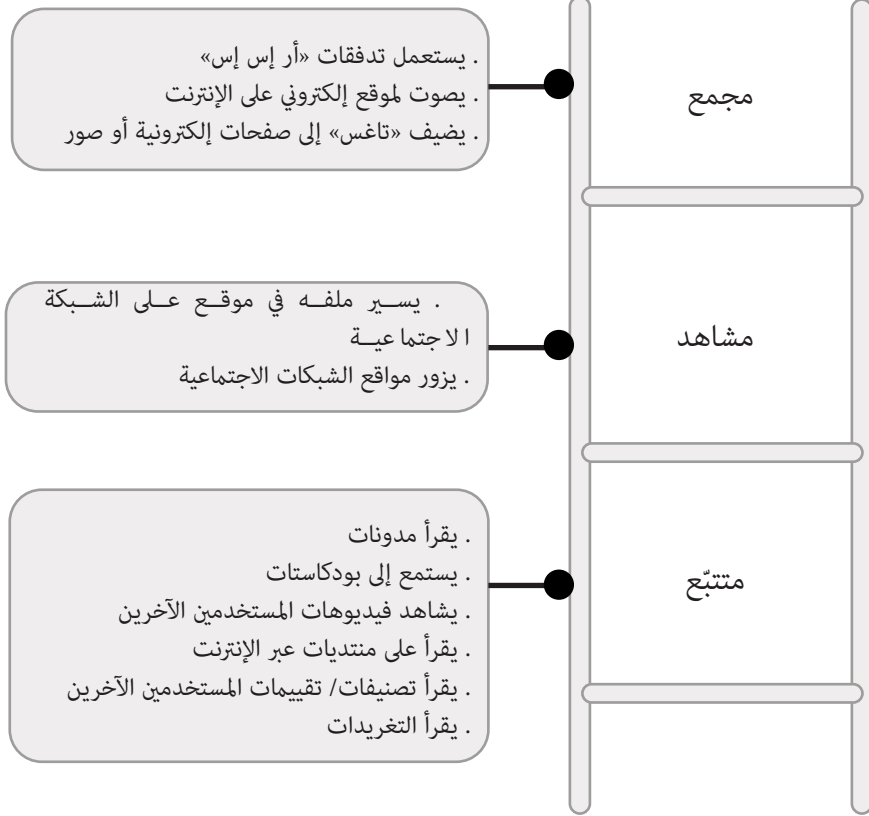 مجمع
. يستعمل تدفقات «أر إس إس»
. يصوت لموقع إلكتروني على الإنترنت
. يضيف «تاغس» إلى صفحات إلكترونية أو صور
مشاهد
. يسير ملفه في موقع على الشبكة
الاجتماعية
. يزور مواقع الشبكات الاجتماعية
متتبّع
. يقرأ مدونات
. يستمع إلى بودكاستات
. يشاهد فيديوهات المستخدمين الآخرين
. يقرأ على منتديات عبر الإنترنت
. يقرأ تصنيفات/ تقييمات المستخدمين الآخرين
. يقرأ التغريدات